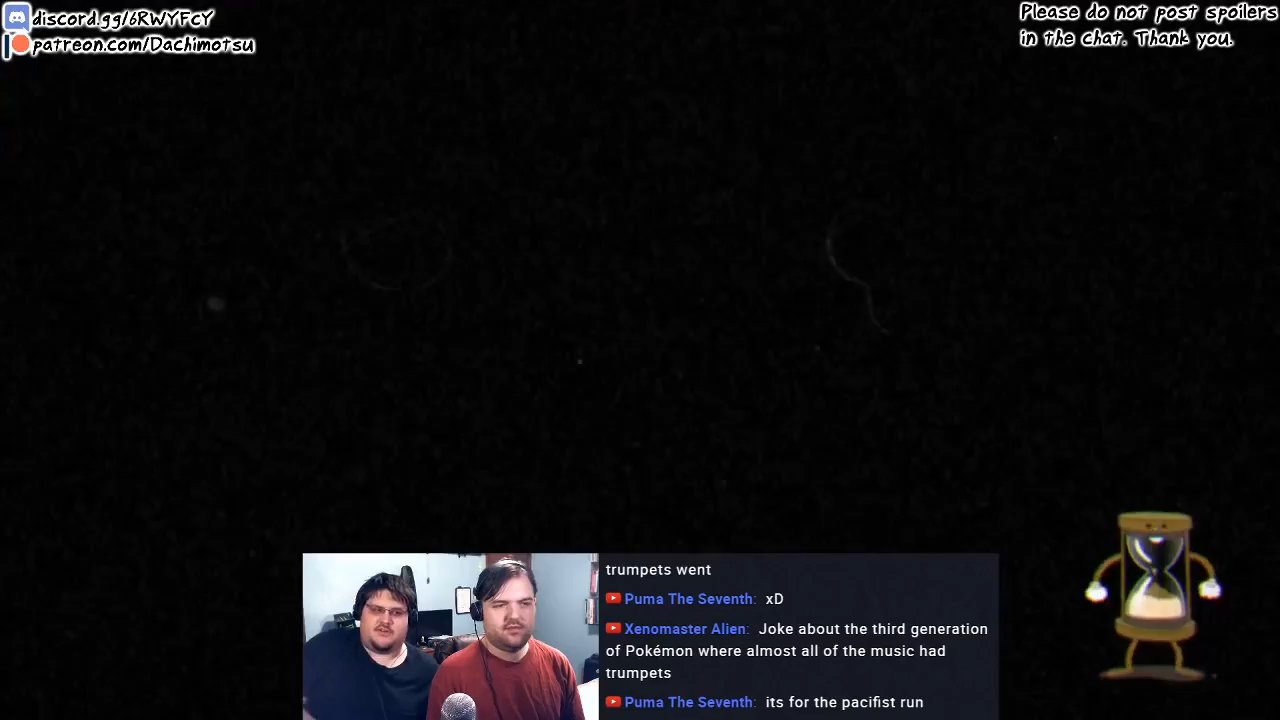 discord.gg/6RWYFcY
patreon.com/Dachimotsu
Please do not post spoilers
in the chat. Thank you.
trumpets went
Puma The Seventh: xD
Xenomaster Alien: Joke about the third generation
of Pokémon where almost all of the music had
trumpets
Puma The Seventh: its for the pacifist run